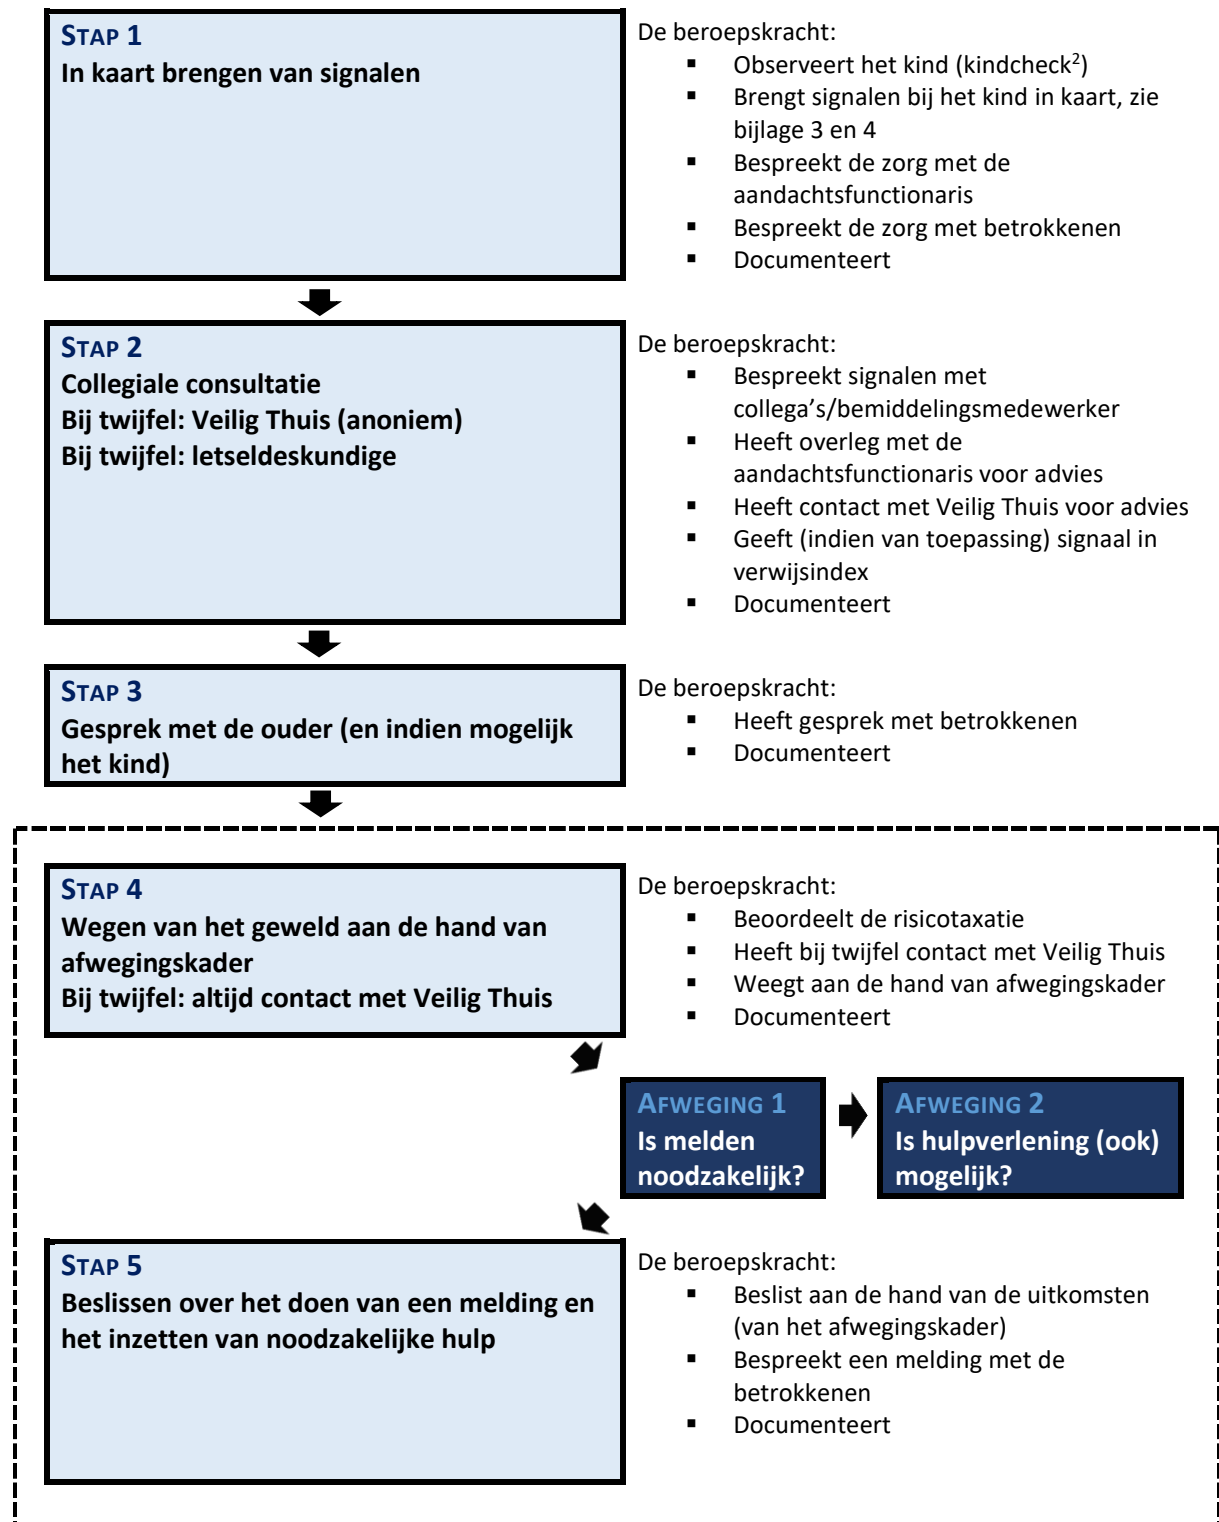 STAP 1
In kaart brengen van signalen
De beroepskracht:
▪ Observeert het kind (kindcheck²)
▪ Brengt signalen bij het kind in kaart, zie
bijlage 3 en 4
▪ Bespreekt de zorg met de
aandachtsfunctionaris
▪ Bespreekt de zorg met betrokkenen
▪ Documenteert
STAP 2
Collegiale consultatie
Bij twijfel: Veilig Thuis (anoniem)
Bij twijfel: letseldeskundige
De beroepskracht:
▪ Bespreekt signalen met
collega’s/bemiddelingsmedewerker
▪ Heeft overleg met de
aandachtsfunctionaris voor advies
▪ Heeft contact met Veilig Thuis voor advies
▪ Geeft (indien van toepassing) signaal in
verwijsindex
▪ Documenteert
STAP 3
Gesprek met de ouder (en indien mogelijk
het kind)
De beroepskracht:
▪ Heeft gesprek met betrokkenen
▪ Documenteert
STAP 4
Wegen van het geweld aan de hand van
afwegingskader
Bij twijfel: altijd contact met Veilig Thuis
De beroepskracht:
▪ Beoordeelt de risicotaxatie
▪ Heeft bij twijfel contact met Veilig Thuis
▪ Weegt aan de hand van afwegingskader
▪ Documenteert
AFWEGING 1
Is melden
noodzakelijk?
AFWEGING 2
Is hulpverlening (ook)
mogelijk?
STAP 5
Beslissen over het doen van een melding en
het inzetten van noodzakelijke hulp
De beroepskracht:
▪ Beslist aan de hand van de uitkomsten
(van het afwegingskader)
▪ Bespreekt een melding met de
betrokkenen
▪ Documenteert